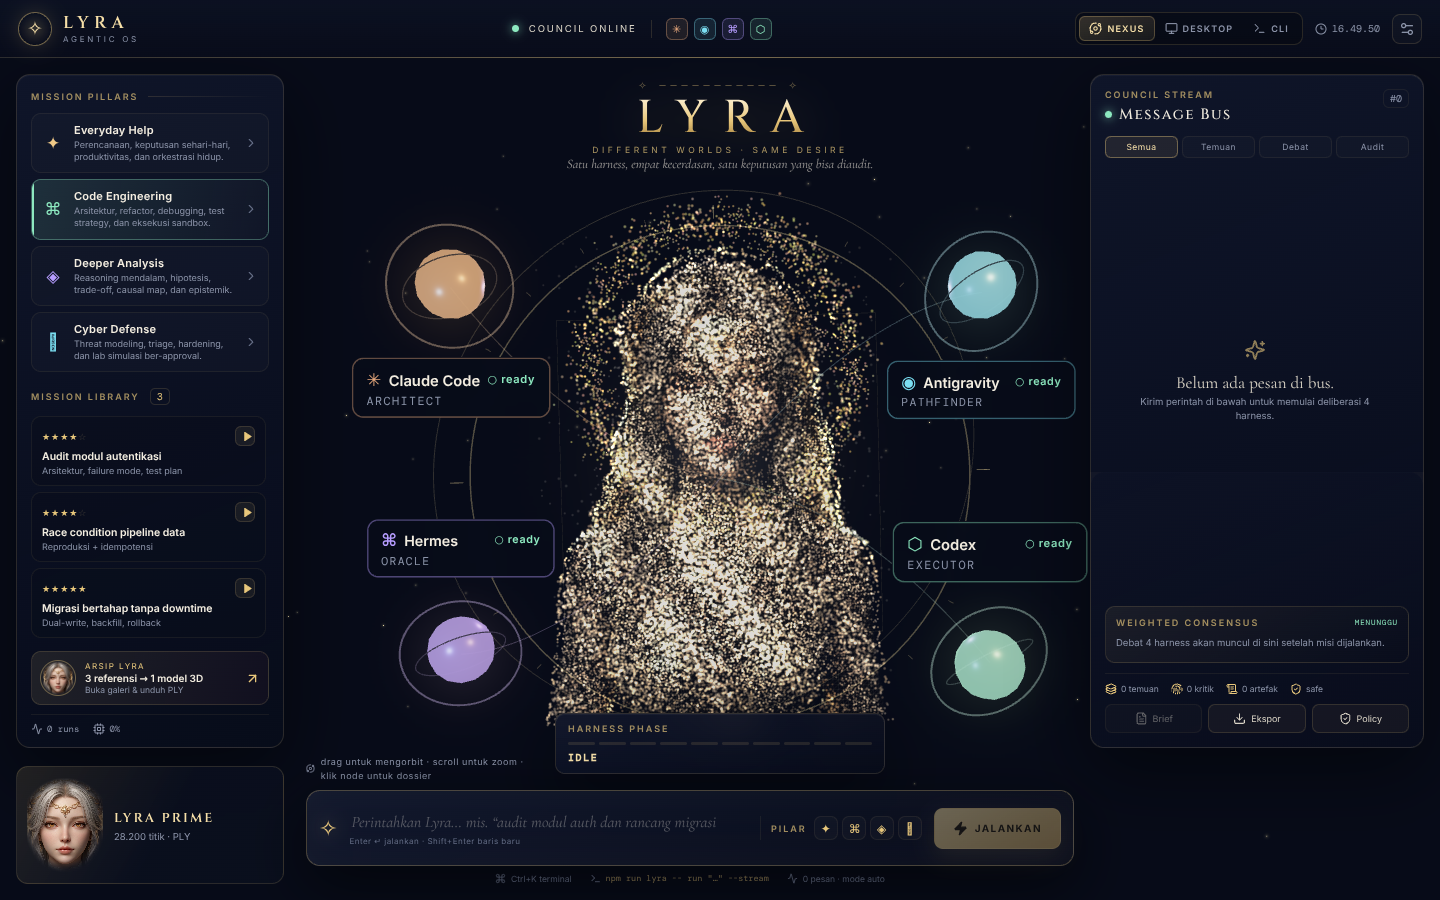 LYRA
AGENTIC OS
COUNCIL ONLINE
NEXUS
DESKTOP
CLI
16.49.50
MISSION PILLARS
Everyday Help
Perencanaan, keputusan sehari-hari,
produktivitas, dan orkestrasi hidup.
Code Engineering
Arsitektur, refactor, debugging, test
strategy, dan eksekusi sandbox.
Deeper Analysis
Reasoning mendalam, hipotesis,
trade-off, causal map, dan epistemik.
Cyber Defense
Threat modeling, triage, hardening,
dan lab simulasi ber-approval.
MISSION LIBRARY 3
★★★★
Audit modul autentikasi
Arsitektur, failure mode, test plan
★★★★
Race condition pipeline data
Reproduksi + idempotensi
★★★★★
Migrasi bertahap tanpa downtime
Dual-write, backfill, rollback
ARSIP LYRA
3 referensi → 1 model 3D
Buka galeri & unduh PLY
0 runs 0%
LYRA PRIME
28.200 titik · PLY
LYRA
DIFFERENT WORLDS · SAME DESIRE
Satu harness, empat kecerdasan, satu keputusan yang bisa diaudit.
Claude Code ready
ARCHITECT
Antigravity ready
PATHFINDER
Hermes ready
ORACLE
Codex ready
EXECUTOR
HARNESS PHASE
IDLE
drag untuk mengorbit · scroll untuk zoom ·
klik node untuk dossier
Perintahkan Lyra... mis. “audit modul auth dan rancang migrasi
Enter ↵ jalankan · Shift+Enter baris baru
PILAR
JALANKAN
⌘ Ctrl+K terminal
npm run lyra -- run "…" --stream
0 pesan · mode auto
COUNCIL STREAM
#0
Message Bus
Semua
Temuan
Debat
Audit
Belum ada pesan di bus.
Kirim perintah di bawah untuk memulai deliberasi 4
harness.
WEIGHTED CONSENSUS
MENUNGGU
Debat 4 harness akan muncul di sini setelah misi dijalankan.
0 temuan
0 kritik
0 artefak
safe
Brief
Ekspor
Policy